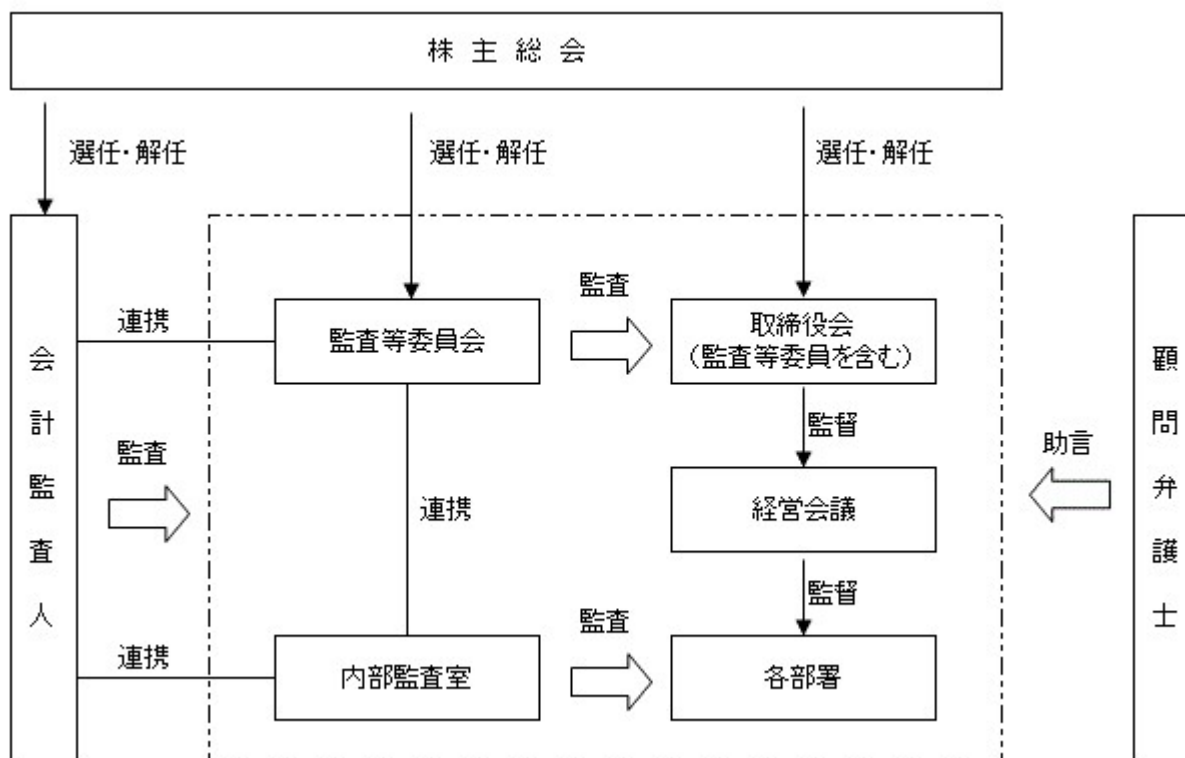 株主総会
選任・解任
選任・解任
選任・解任
会計監査人
連携
監査等委員会
監査
取締役会
（監査等委員を含む）
顧問弁護士
監督
監査
助言
連携
経営会議
監督
連携
内部監査室
監査
各部署